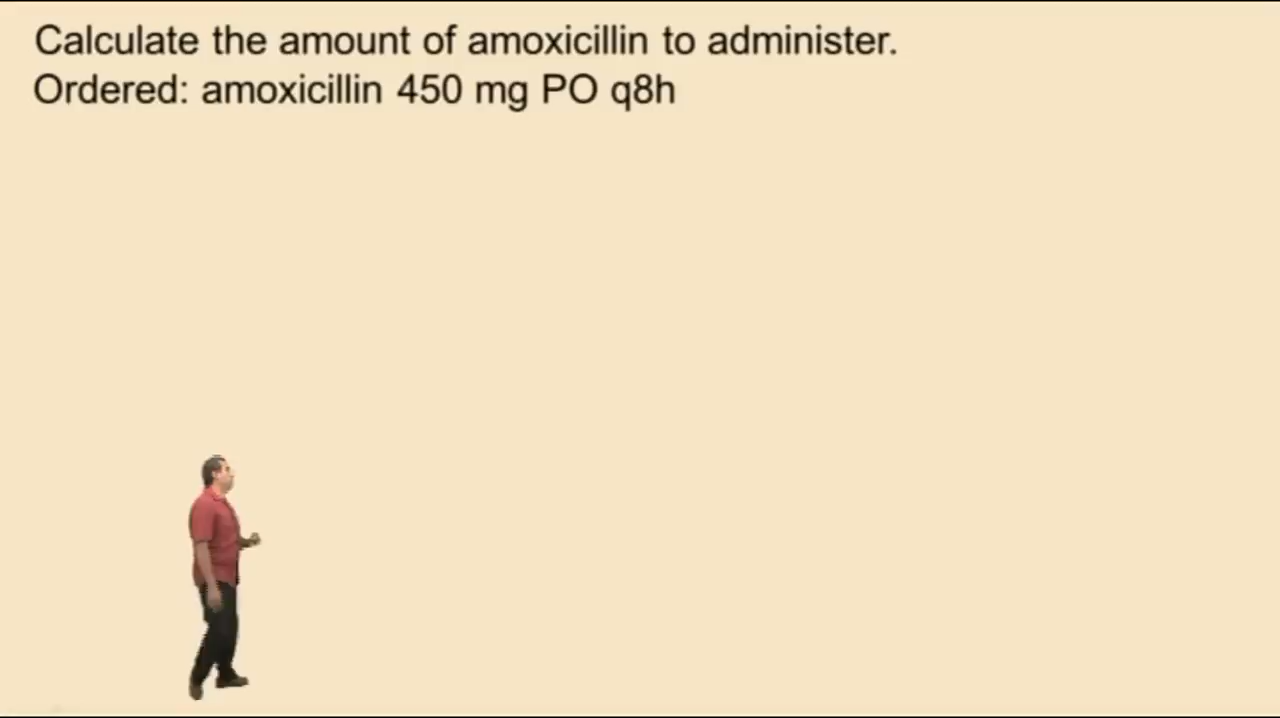 Calculate the amount of amoxicillin to administer.
Ordered: amoxicillin 450 mg PO q8h